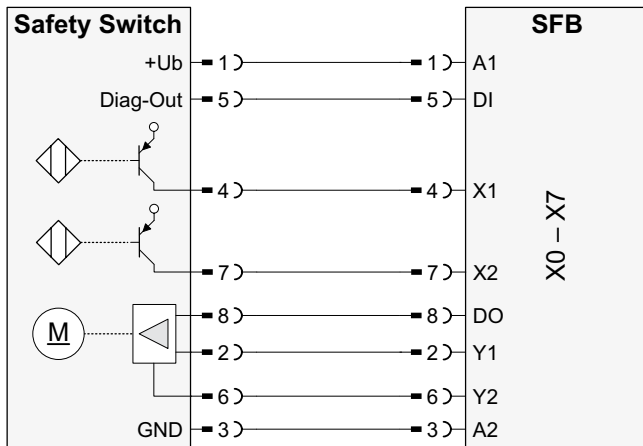 Safety Switch SFB
+Ub 1 1 A1
Diag-Out 5 5 DI
4 4 X1
X0 – X7
7 7 X2
8 8 DO
M
2 2 Y1
6 6 Y2
GND 3 3 A2